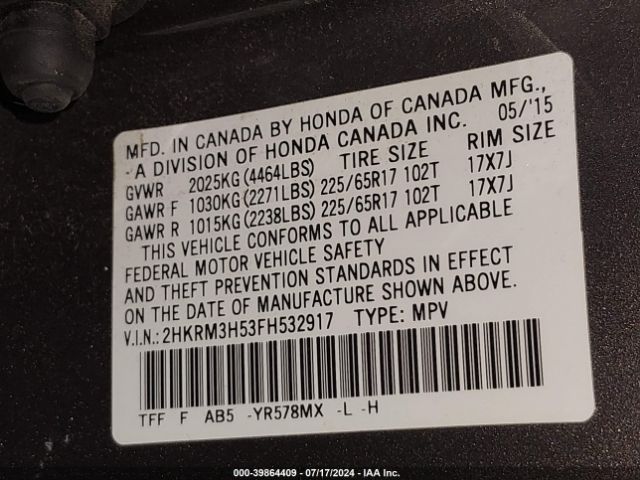 MFD. IN CANADA BY HONDA OF CANADA MFG.,
-A DIVISION OF HONDA CANADA INC. 05/'15
GVWR 2025KG(4464LBS) TIRE SIZE RIM SIZE
GAWR F 1030KG(2271LBS) 225/65R17 102T 17X7J
GAWR R 1015KG(2238LBS) 225/65R17 102T 17X7J
THIS VEHICLE CONFORMS TO ALL APPLICABLE
FEDERAL MOTOR VEHICLE SAFETY
AND THEFT PREVENTION STANDARDS IN EFFECT
ON THE DATE OF MANUFACTURE SHOWN ABOVE.
V.I.N.:2HKRM3H53FH532917 TYPE: MPV
TFF F AB5 -YR578MX -L -H
000-39864409 - 07/17/2024 - IAA Inc.